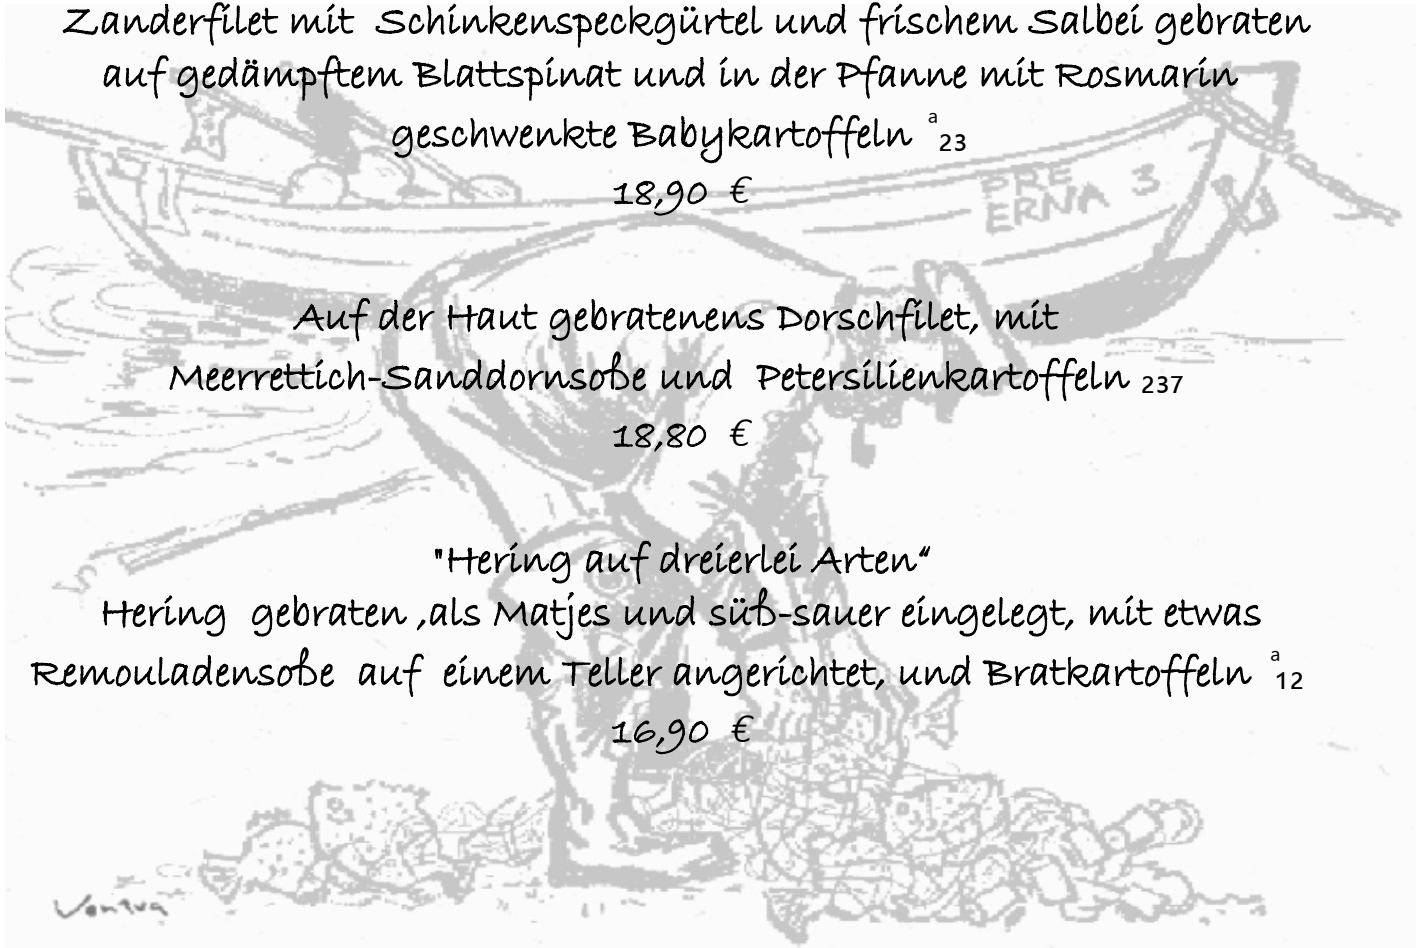 Zanderfilet mit Schinkenspeckgürtel und frischem Salbei gebraten
auf gedämpftem Blattspinat und in der Pfanne mit Rosmarin
geschwenkte Babykartoffeln a 23
18,90 €
PRE
ERNA 3
Auf der Haut gebratenens Dorschfilet, mit
Meerrettich-Sanddornsoße und Petersilienkartoffeln 237
18,80 €
"Hering auf dreierlei Arten“
Hering gebraten ,als Matjes und süß-sauer eingelegt, mit etwas
Remouladensoße auf einem Teller angerichtet, und Bratkartoffeln a 12
16,90 €